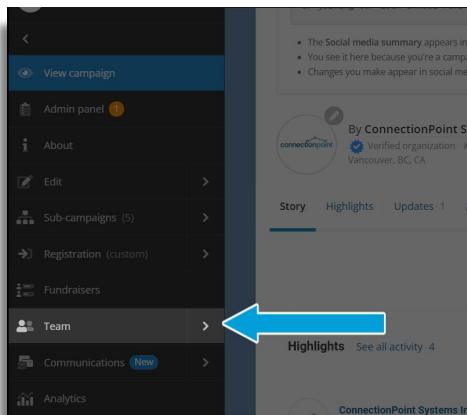 The Social media summary appears in
You see it here because you're a camp
Changes you make appear in social me
View campaign
Admin panel 1
About
Edit
Sub-campaigns (5)
Registration (custom)
Fundraisers
Team
Communications New
Analytics
connectionpoint
By ConnectionPoint S
Verified organization
Vancouver, BC, CA
Story Highlights Updates 1
Highlights See all activity 4
ConnectionPoint Systems In